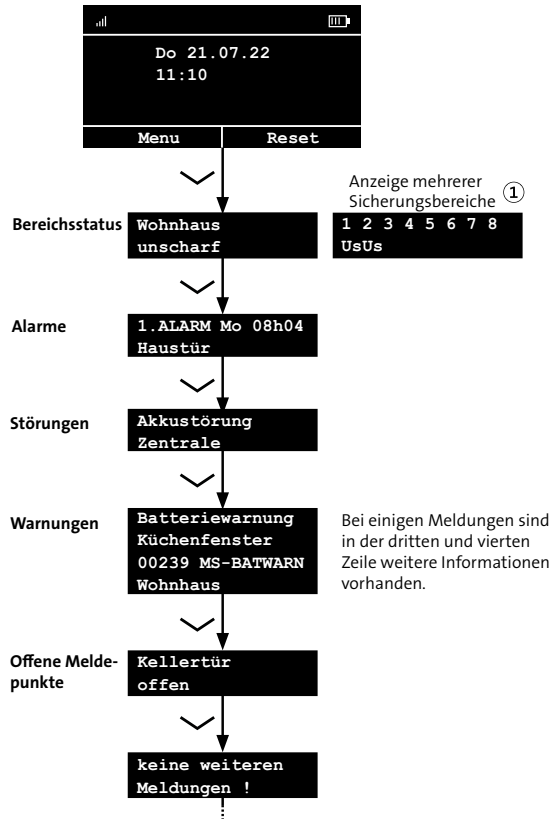 Do 21.07.22
11:10
Menu Reset
Anzeige mehrerer
Sicherungsbereiche 1
Bereichsstatus
Wohnhaus
unscharf
1 2 3 4 5 6 7 8
UsUs
Alarme
1.ALARM Mo 08h04
Haustür
Störungen
Akkustörung
Zentrale
Warnungen
Batteriewarnung
Küchenfenster
00239 MS-BATWARN
Wohnhaus
Bei einigen Meldungen sind
in der dritten und vierten
Zeile weitere Informationen
vorhanden.
Offene Melde-
punkte
Kellertür
offen
keine weiteren
Meldungen !